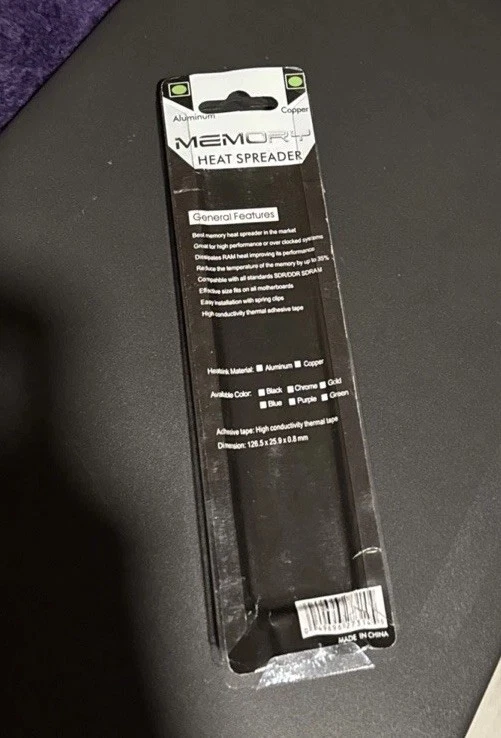 Aluminum
Copper
MEMORY
HEAT SPREADER
General Features
Best memory heat spreader in the market
Great for high performance or over clocked systems
Dissipates RAM heat improving its performance
Reduce the temperature of the memory by up to 35%
Compatible with all standards SDR/DDR SDRAM
Effective size fits on all motherboards
Easy installation with spring clips
High conductivity thermal adhesive tape
Heatsink Material: Aluminum Copper
Available Color: Black Chrome Gold
Blue Purple Green
Adhesive tape: High conductivity thermal tape
Dimension: 126.5 x 25.9 x 0.8 mm
MADE IN CHINA